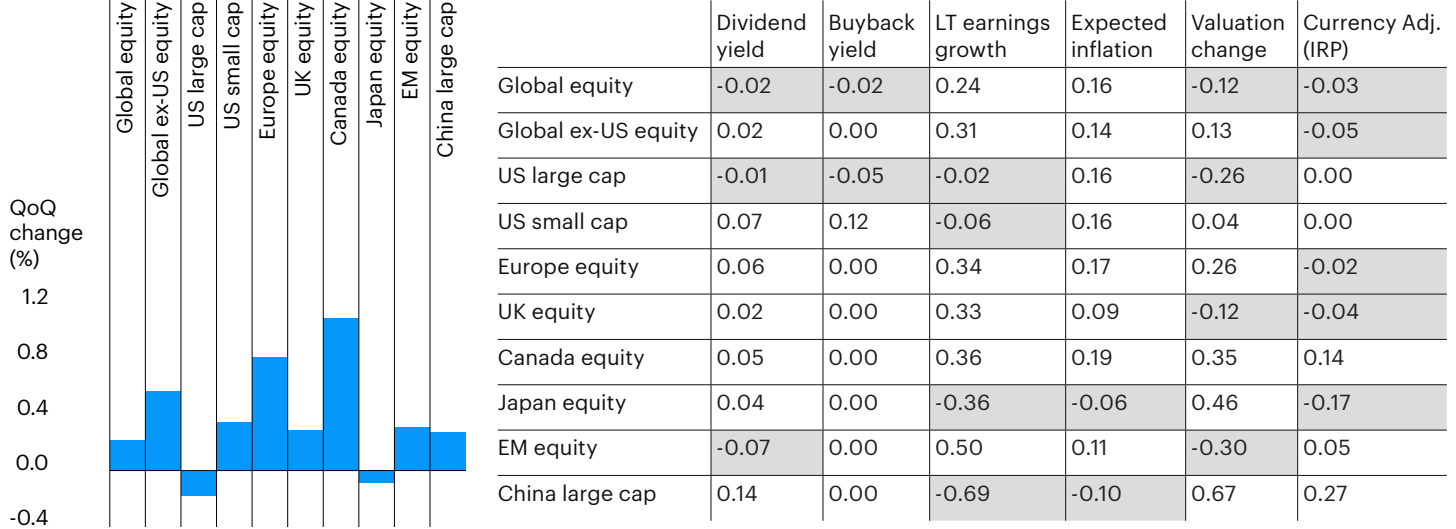 Global equity
Global ex-US equity
US large cap
US small cap
Europe equity
UK equity
Canada equity
Japan equity
EM equity
China large cap
QoQ
change
(%)
1.2
0.8
0.4
0.0
-0.4
Dividend yield Buyback yield LT earnings growth Expected inflation Valuation change Currency Adj. (IRP)
Global equity -0.02 -0.02 0.24 0.16 -0.12 -0.03
Global ex-US equity 0.02 0.00 0.31 0.14 0.13 -0.05
US large cap -0.01 -0.05 -0.02 0.16 -0.26 0.00
US small cap 0.07 0.12 -0.06 0.16 0.04 0.00
Europe equity 0.06 0.00 0.34 0.17 0.26 -0.02
UK equity 0.02 0.00 0.33 0.09 -0.12 -0.04
Canada equity 0.05 0.00 0.36 0.19 0.35 0.14
Japan equity 0.04 0.00 -0.36 -0.06 0.46 -0.17
EM equity -0.07 0.00 0.50 0.11 -0.30 0.05
China large cap 0.14 0.00 -0.69 -0.10 0.67 0.27